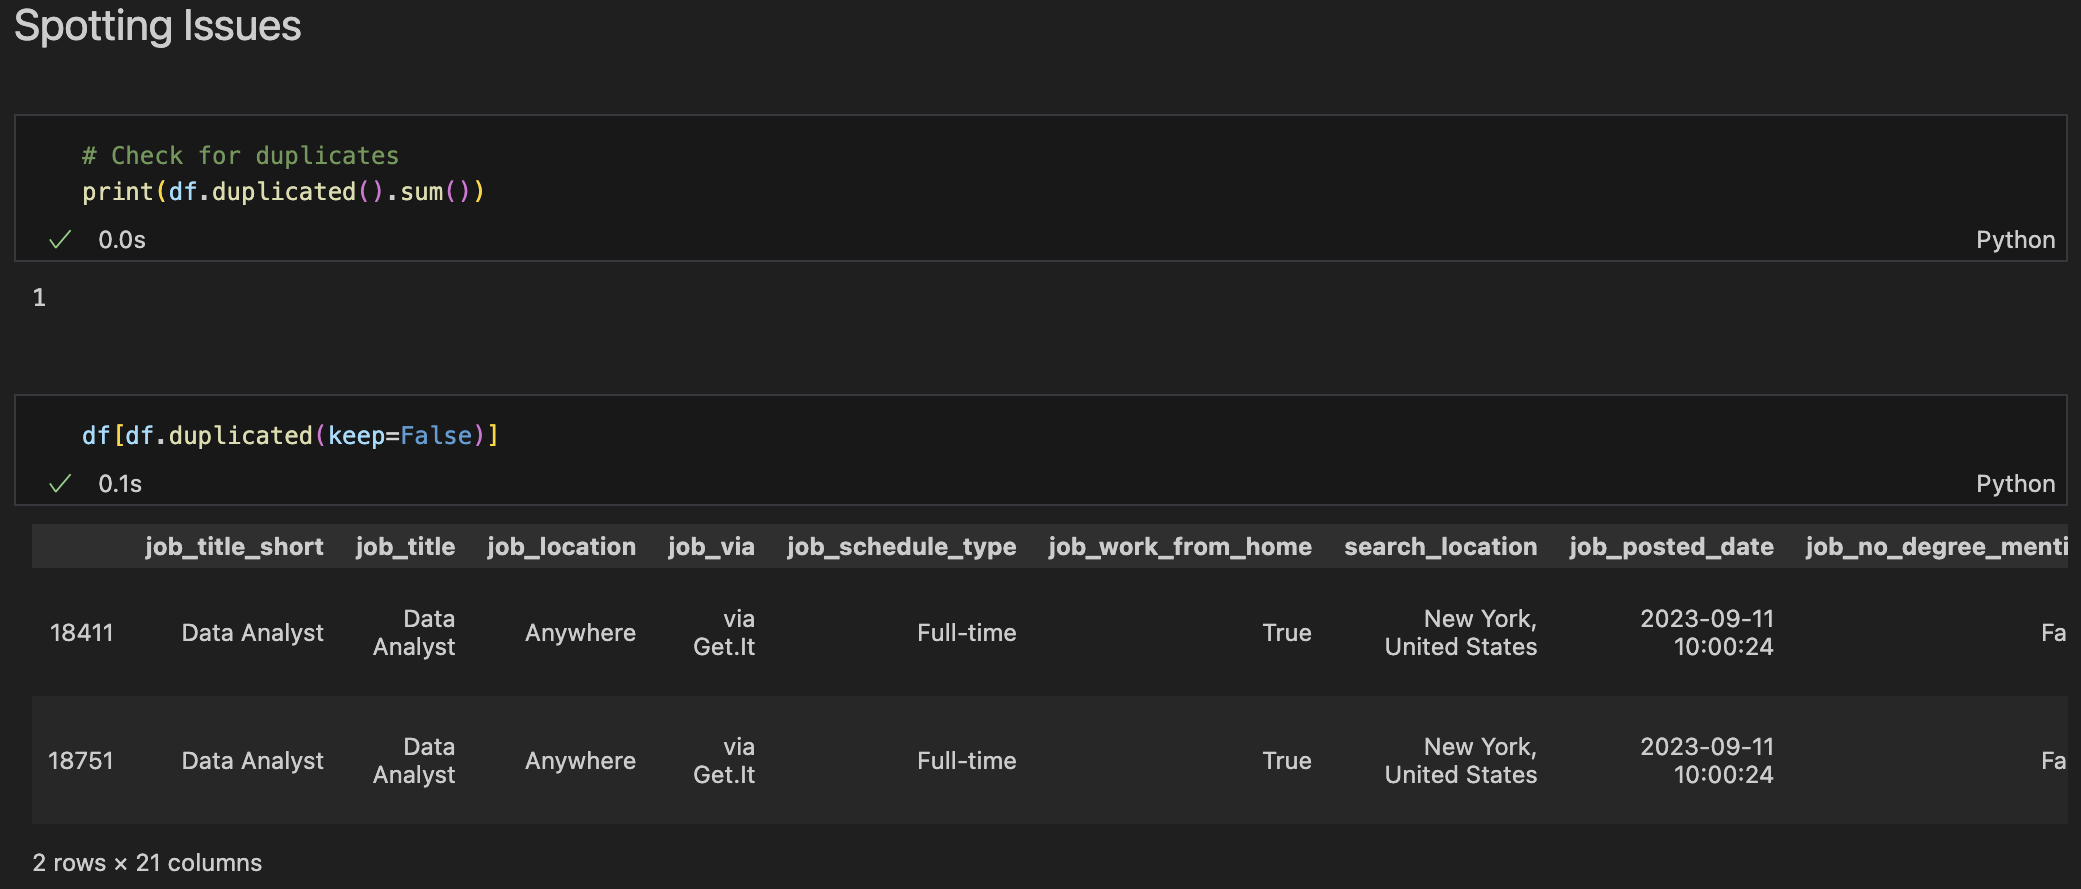 Spotting Issues
# Check for duplicates
print(df.duplicated().sum())
0.0s
Python
1
df[df.duplicated(keep=False)]
0.1s
Python
job_title_short job_title job_location job_via job_schedule_type job_work_from_home search_location job_posted_date job_no_degree_menti
18411 Data Analyst Data Analyst Anywhere via Get.It Full-time True New York, United States 2023-09-11 10:00:24 Fa
18751 Data Analyst Data Analyst Anywhere via Get.It Full-time True New York, United States 2023-09-11 10:00:24 Fa
2 rows × 21 columns